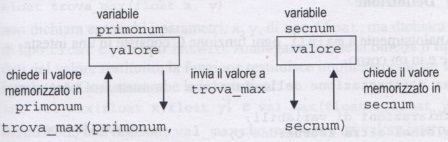 variabile
primonum
valore
variabile
secnum
valore
chiede il valore
memorizzato in
primonum
invia il valore a
trova_max
chiede il valore
memorizzato in
secnum
trova_max(primonum, secnum)